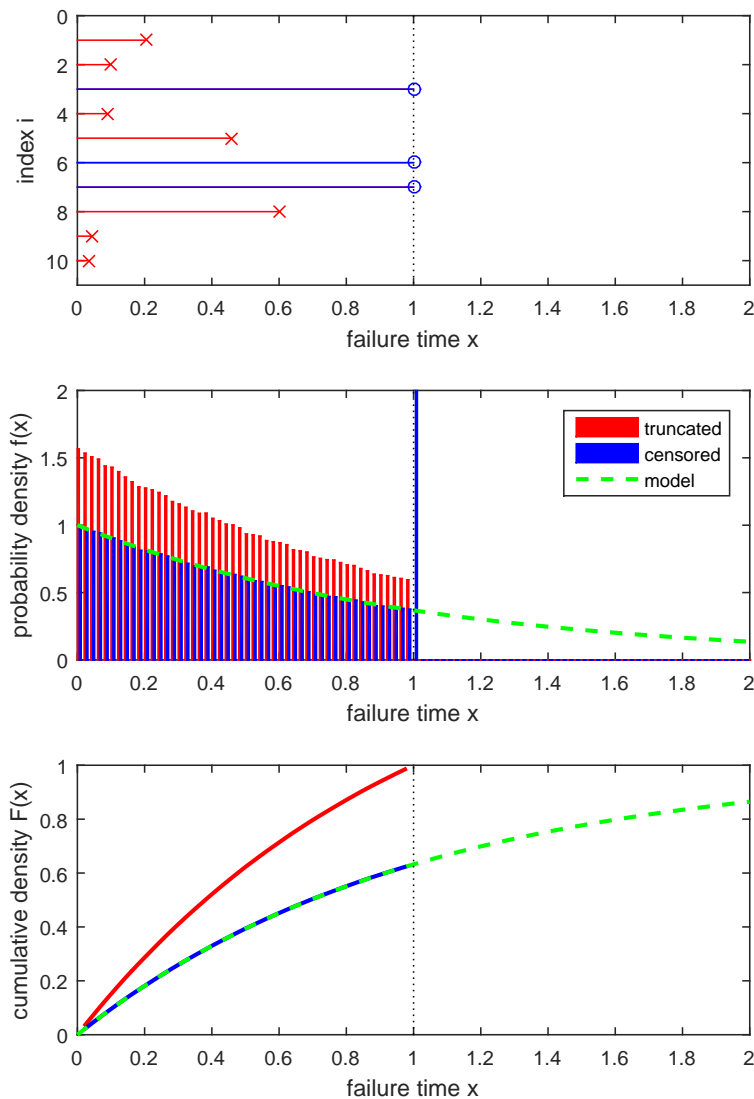 0
2
4
6
8
10
index i
0 0.2 0.4 0.6 0.8 1 1.2 1.4 1.6 1.8 2
failure time x
2
1.5
1
0.5
0
probability density f(x)
truncated
censored
model
0 0.2 0.4 0.6 0.8 1 1.2 1.4 1.6 1.8 2
failure time x
1
0.8
0.6
0.4
0.2
0
cumulative density F(x)
0 0.2 0.4 0.6 0.8 1 1.2 1.4 1.6 1.8 2
failure time x